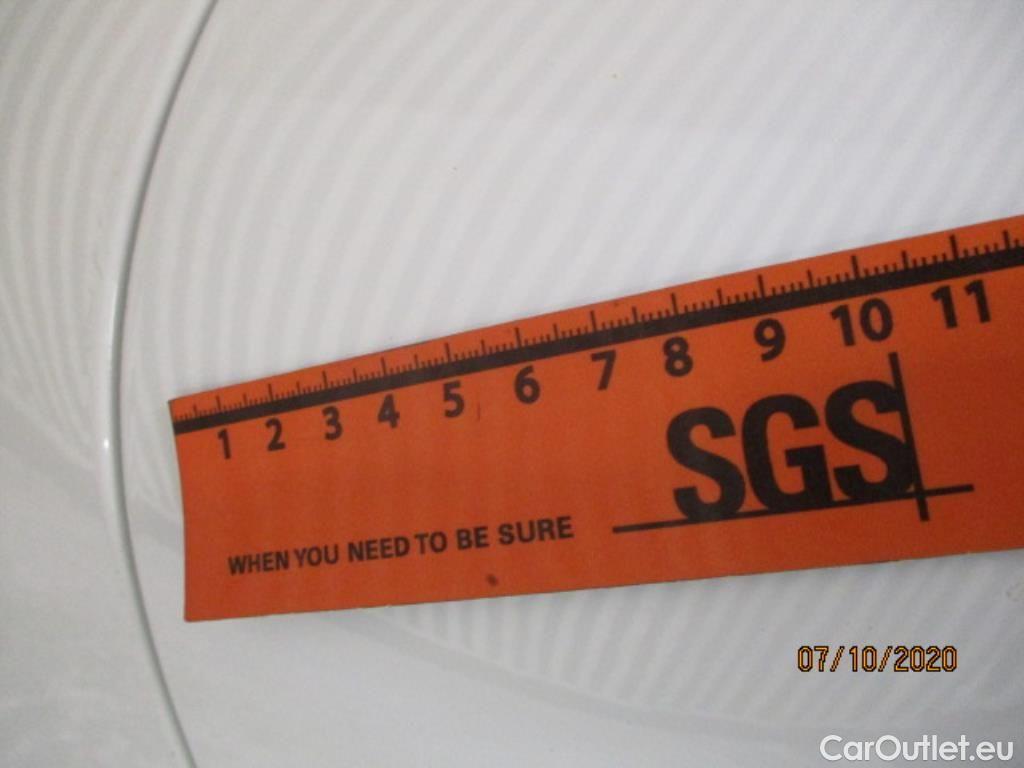 1 2 3 4 5 6 7 8 9 10 11
SGS
WHEN YOU NEED TO BE SURE
07/10/2020
CarOutlet.eu